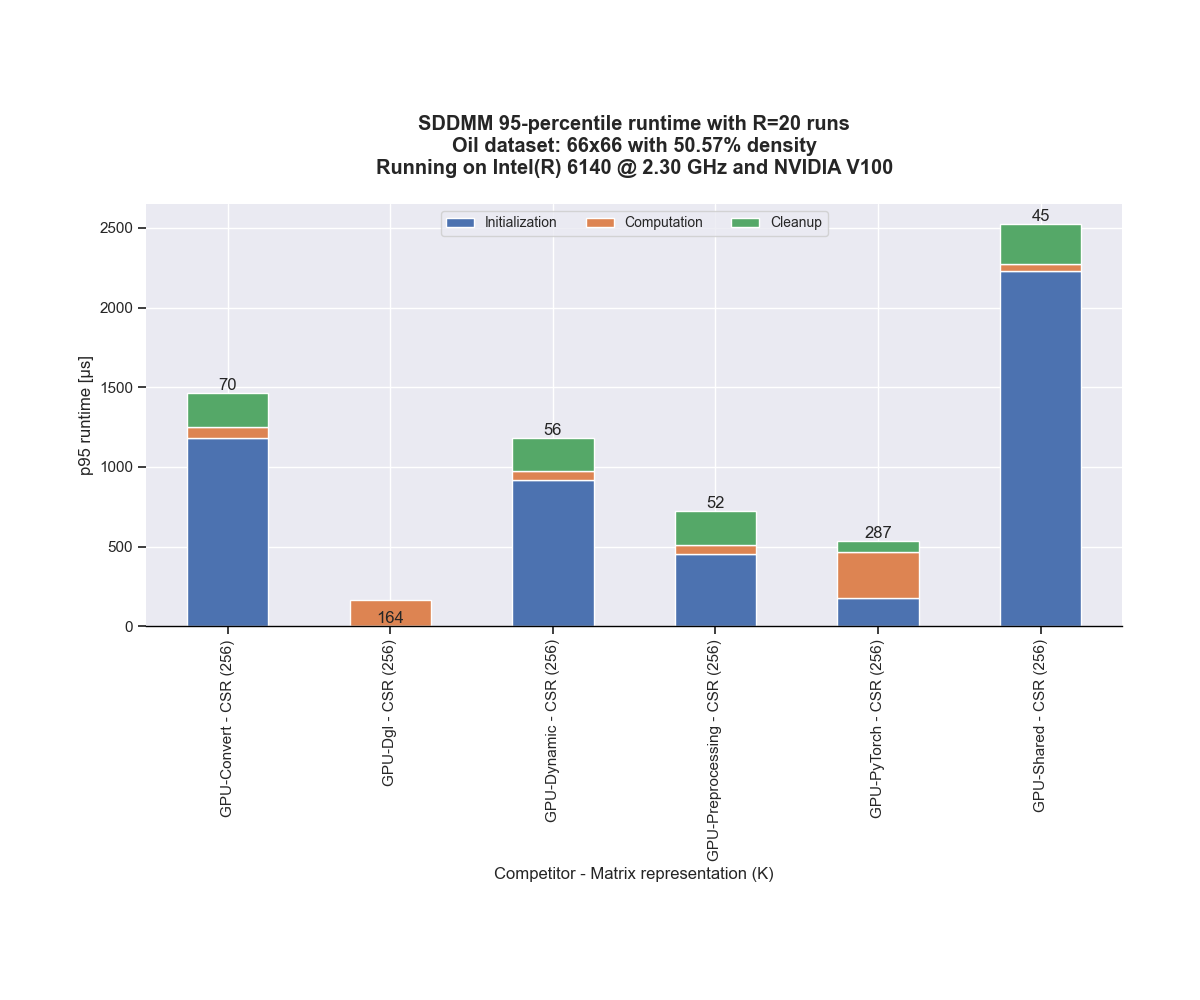 SDDMM 95-percentile runtime with R=20 runs
Oil dataset: 66x66 with 50.57% density
Running on Intel(R) 6140 @ 2.30 GHz and NVIDIA V100
Initialization Computation Cleanup
p95 runtime [µs]
2500
2000
1500
1000
500
0
70
164
56
52
287
45
GPU-Convert - CSR (256)
GPU-Dgl - CSR (256)
GPU-Dynamic - CSR (256)
GPU-Preprocessing - CSR (256)
GPU-PyTorch - CSR (256)
GPU-Shared - CSR (256)
Competitor - Matrix representation (K)